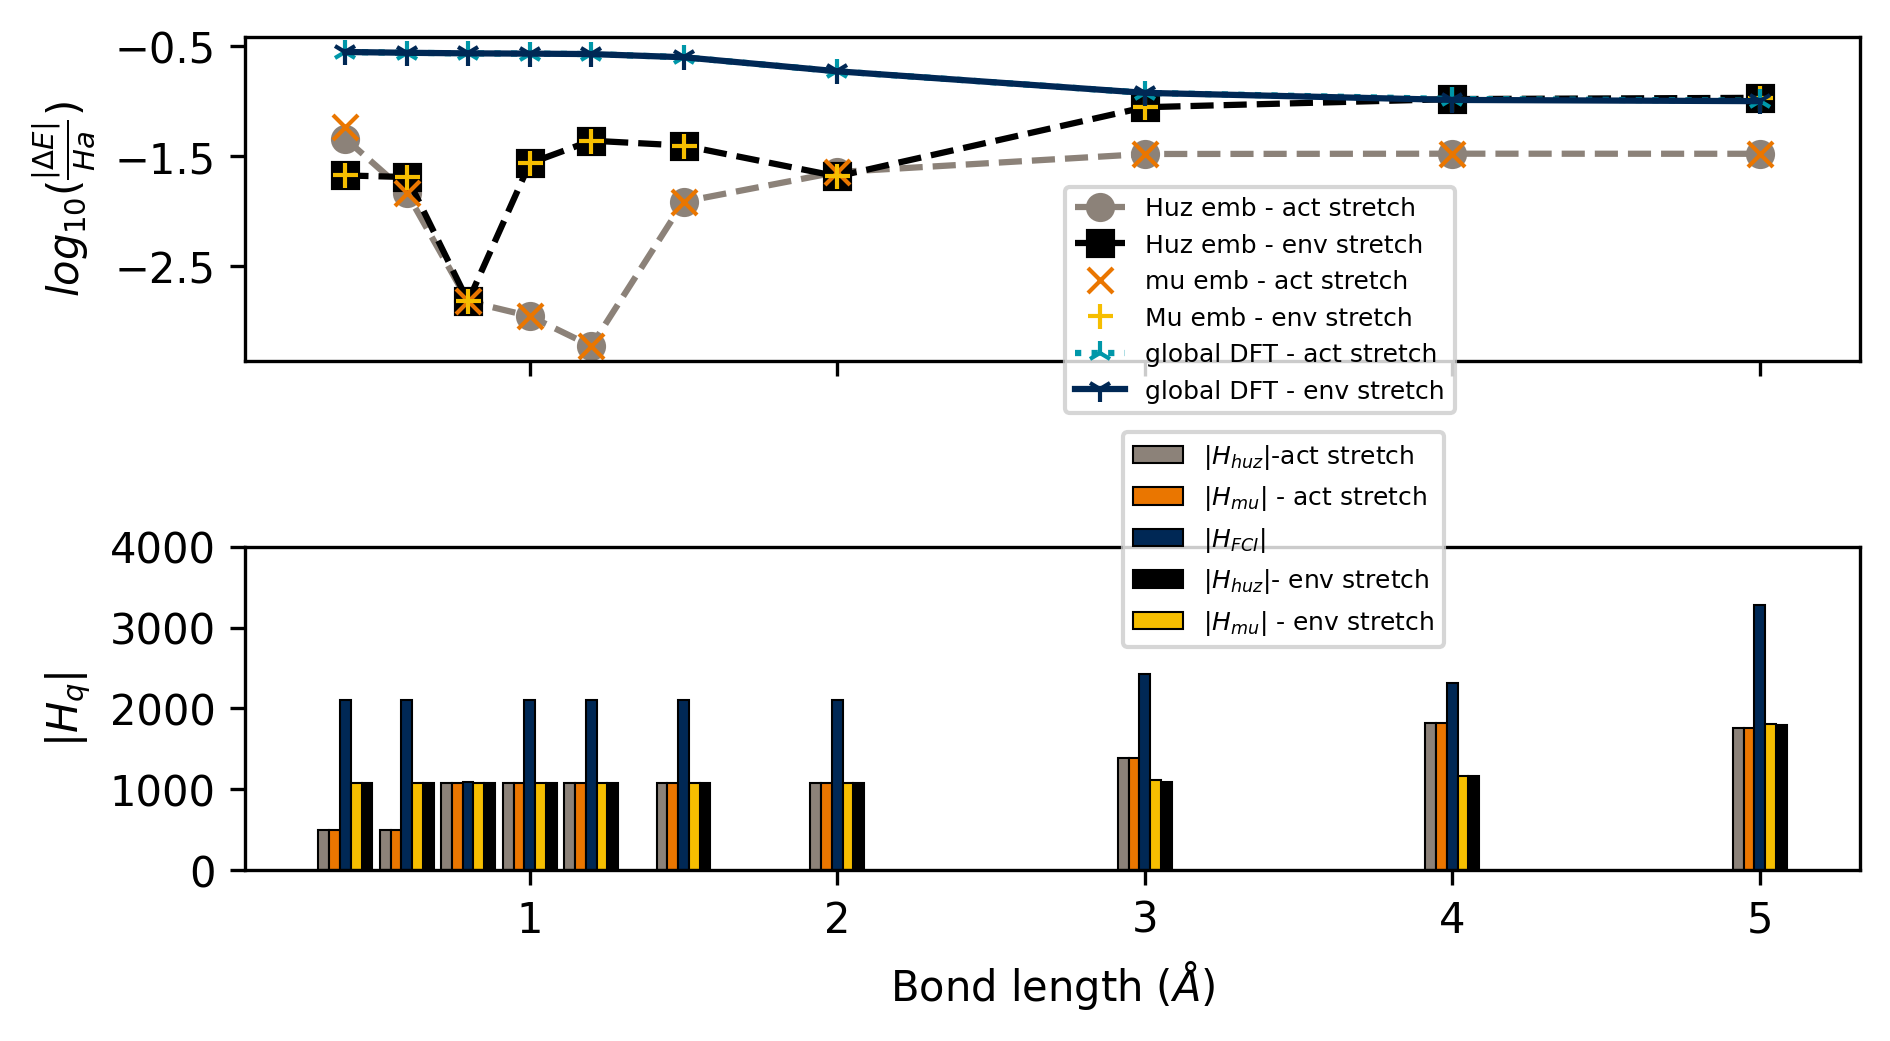 −0.5
−1.5
−2.5
log10(|ΔE|/Ha)
Huz emb - act stretch
Huz emb - env stretch
mu emb - act stretch
Mu emb - env stretch
global DFT - act stretch
global DFT - env stretch
|Hhuz|-act stretch
|Hmu| - act stretch
|HFCI|
|Hhuz|- env stretch
|Hmu| - env stretch
4000
3000
2000
1000
0
|Hq|
1 2 3 4 5
Bond length (Å)